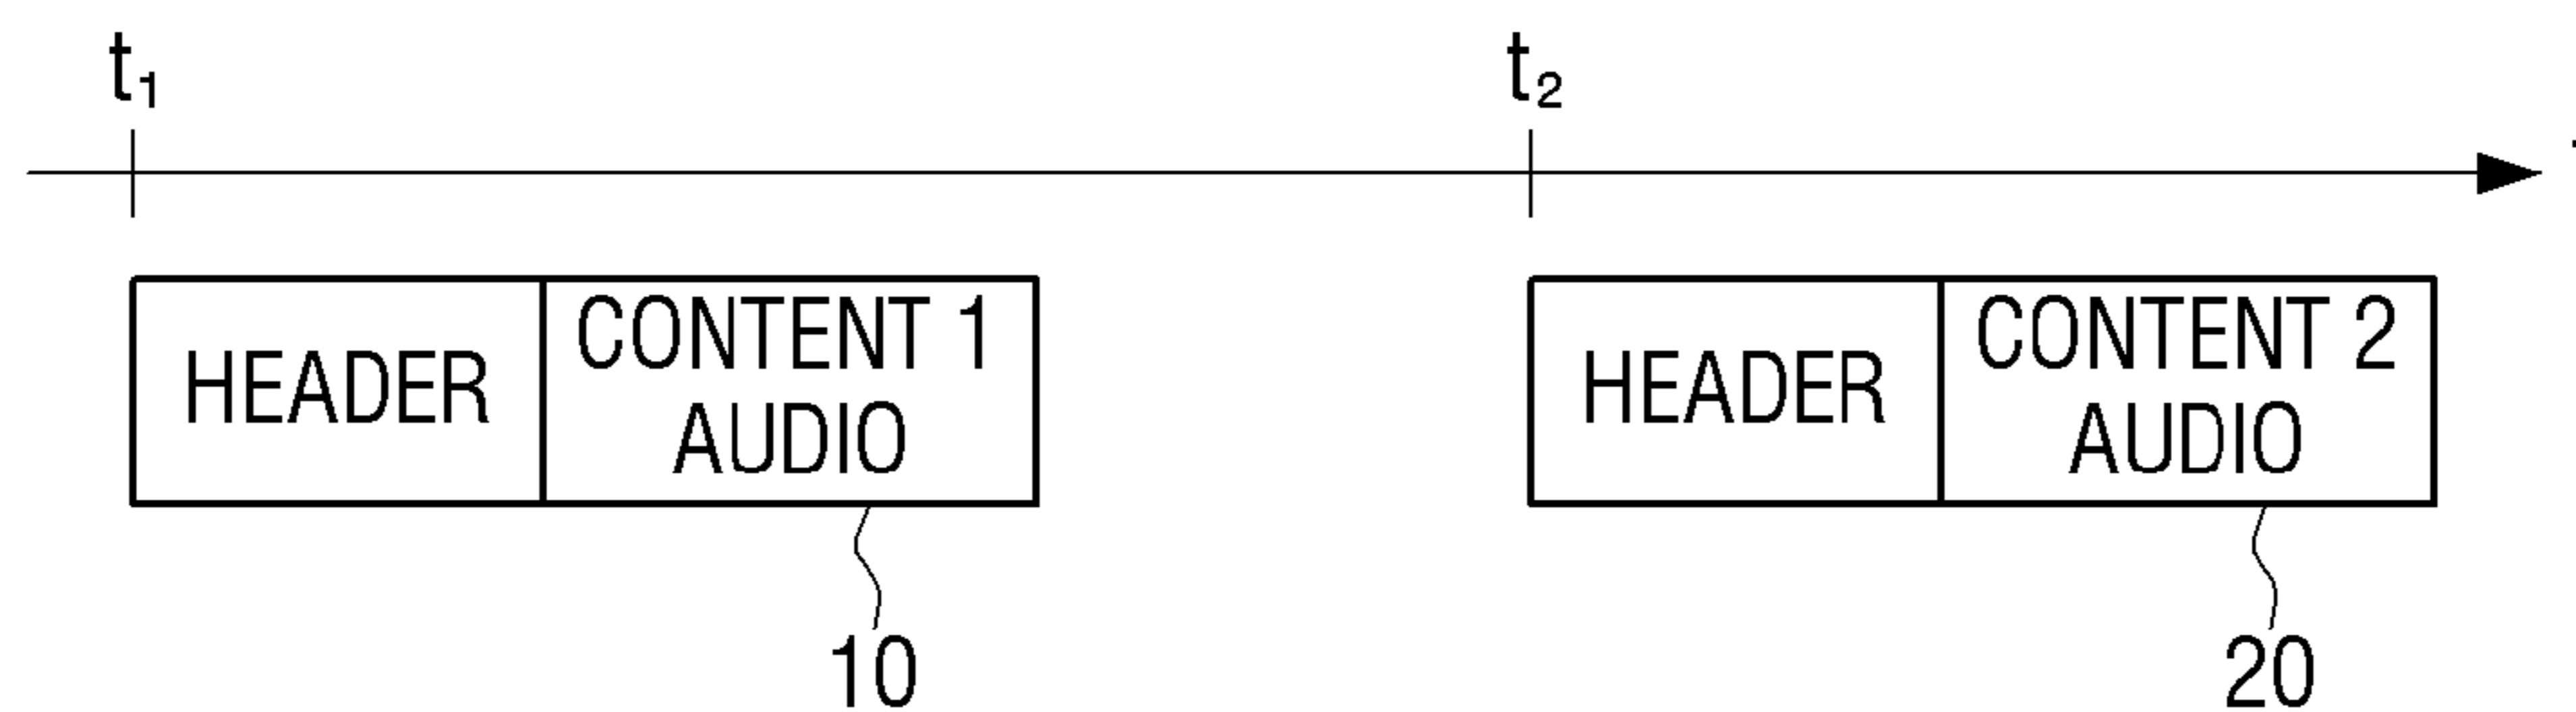 t₁ t₂
HEADER CONTENT 1 AUDIO HEADER CONTENT 2 AUDIO
10 20